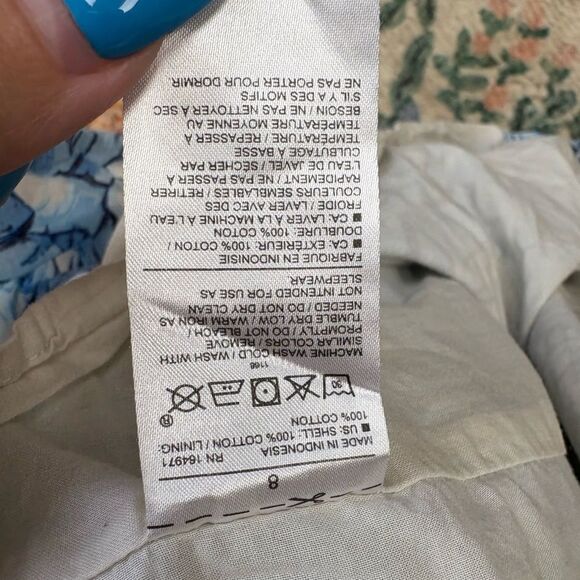 8
RN 164971
MADE IN INDONESIA
■ US: SHELL: 100% COTTON / LINING:
100% COTTON
30
®
1166
MACHINE WASH COLD / WASH WITH
SIMILAR COLORS / REMOVE
PROMPTLY / DO NOT BLEACH /
TUMBLE DRY LOW / WARM IRON AS
NEEDED / DO NOT DRY CLEAN
NOT INTENDED FOR USE AS
SLEEPWEAR.
FABRIQUÉ EN INDONISIE
■ CA: EXTÉRIEUR: 100% COTON /
DOUBLURE: 100% COTON
■ CA: LAVER À LA MACHINE À L'EAU
FROIDE / LAVER AVEC DES
COULEURS SEMBLABLES / RETIRER
RAPIDEMENT / NE PAS PASSER À
L'EAU DE JAVEL / SÉCHER PAR
CULBUTAGE À BASSE
TEMPÉRATURE / REPASSER À
TEMPÉRATURE MOYENNE AU
BESOIN / NE PAS NETTOYER À SEC
S'IL Y A DES MOTIFS
NE PAS PORTER POUR DORMIR.